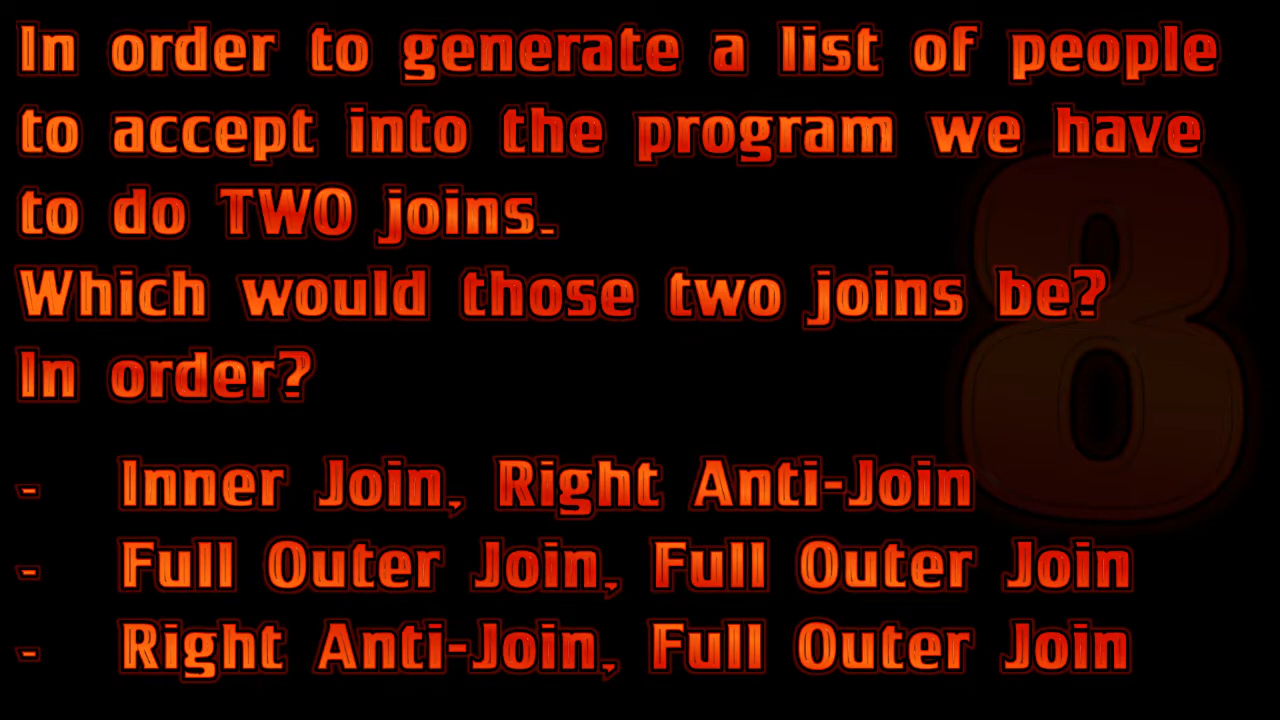 In order to generate a list of people
to accept into the program we have
to do TWO joins.
Which would those two joins be?
In order?
8
- Inner Join, Right Anti-Join
- Full Outer Join, Full Outer Join
- Right Anti-Join, Full Outer Join